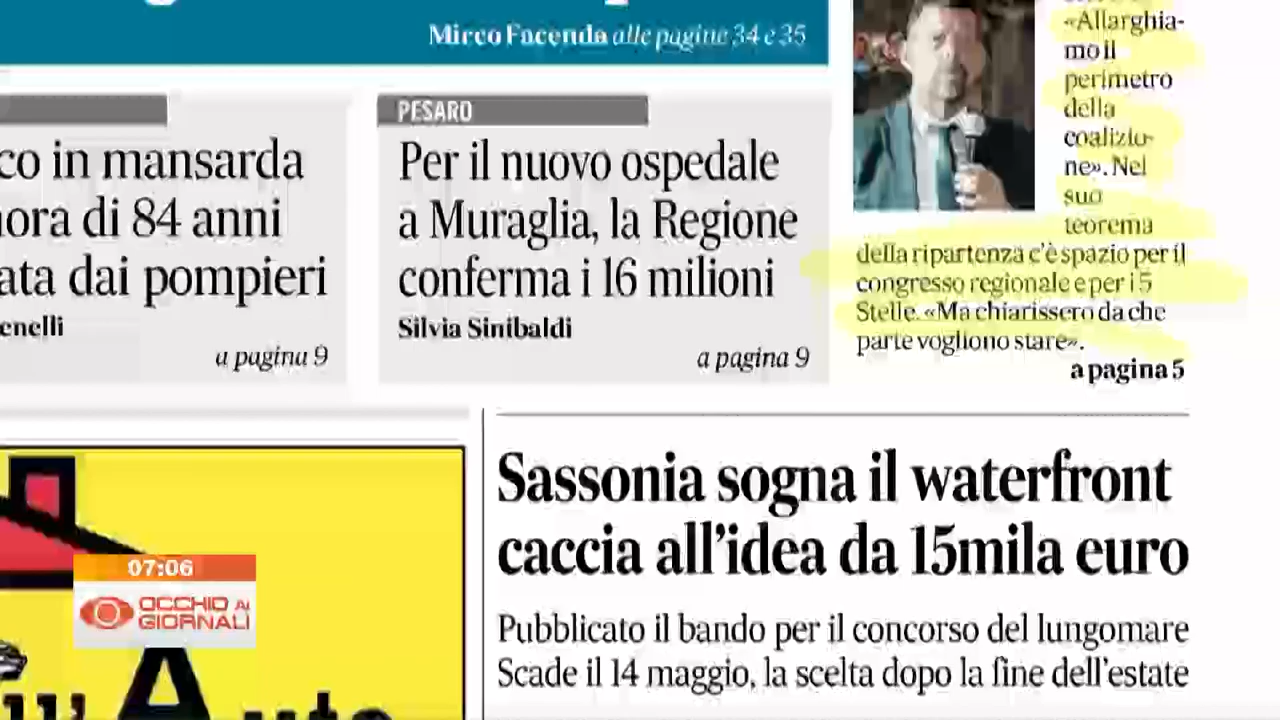 Mirco Facenda alle pagine 34 e 35
co in mansarda
ora di 84 anni
ata dai pompieri
enelli
a pagina 9
PESARO
Per il nuovo ospedale
a Muraglia, la Regione
conferma i 16 milioni
Silvia Sinibaldi
a pagina 9
«Allarghia-
mo il
perimetro
della
coalizio-
ne». Nel
suo
teorema
della ripartenza c'è spazio per il
congresso regionale e per i 5
Stelle. «Ma chiarissero da che
parte vogliono stare».
a pagina 5
Sassonia sogna il waterfront
caccia all'idea da 15mila euro
Pubblicato il bando per il concorso del lungomare
Scade il 14 maggio, la scelta dopo la fine dell'estate
07:06
OCCHIO AI
GIORNALI